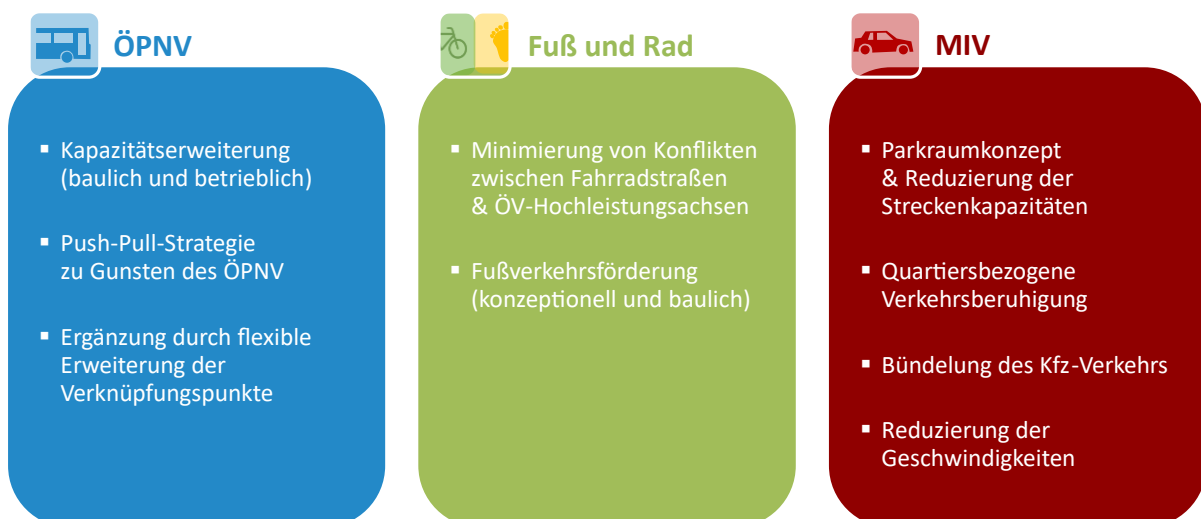 ÖPNV
▪ Kapazitätserweiterung
(baulich und betrieblich)
▪ Push-Pull-Strategie
zu Gunsten des ÖPNV
▪ Ergänzung durch flexible
Erweiterung der
Verknüpfungspunkte
Fuß und Rad
▪ Minimierung von Konflikten
zwischen Fahrradstraßen
& ÖV-Hochleistungsachsen
▪ Fußverkehrsförderung
(konzeptionell und baulich)
MIV
▪ Parkraumkonzept
& Reduzierung der
Streckenkapazitäten
▪ Quartiersbezogene
Verkehrsberuhigung
▪ Bündelung des Kfz-Verkehrs
▪ Reduzierung der
Geschwindigkeiten